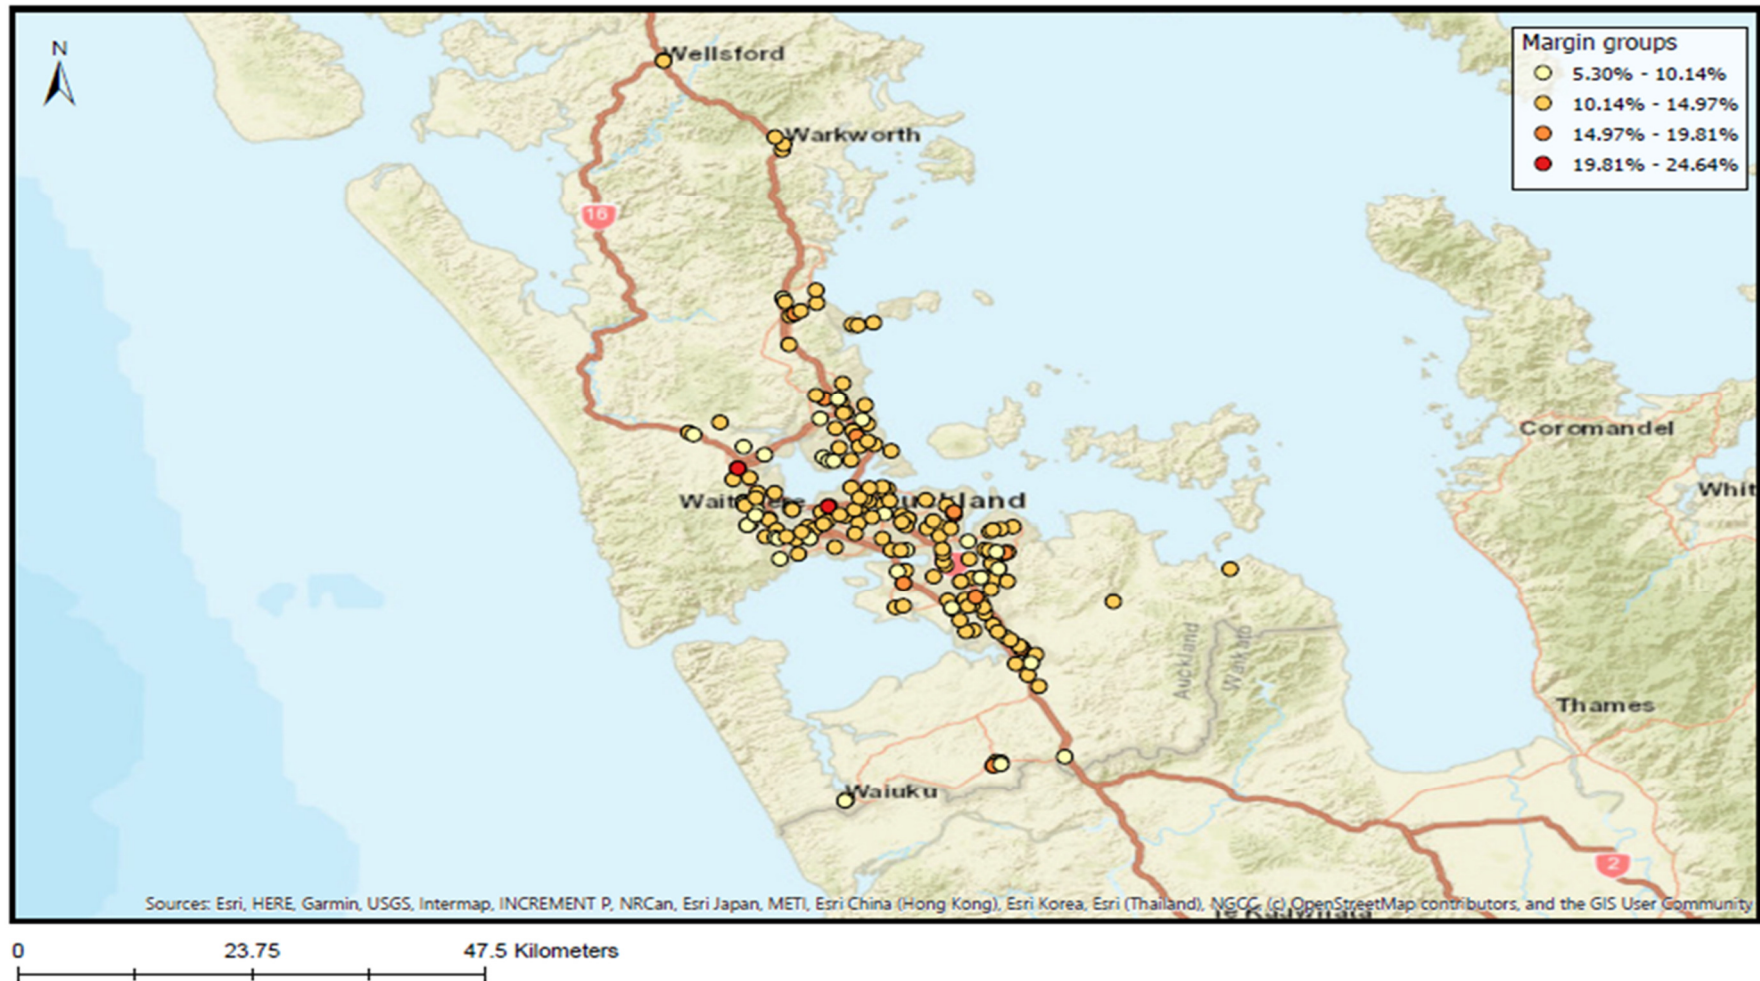 N
Wellsford
Warkworth
Margin groups
5.30% - 10.14%
10.14% - 14.97%
14.97% - 19.81%
19.81% - 24.64%
16
Coromandel
Whit
Auckland
Waikato
Thames
Waiuku
2
Sources: Esri, HERE, Garmin, USGS, Intermap, INCREMENT P, NRCan, Esri Japan, METI, Esri China (Hong Kong), Esri Korea, Esri (Thailand), NGCC, (c) OpenStreetMap contributors, and the GIS User Community
0 23.75 47.5 Kilometers